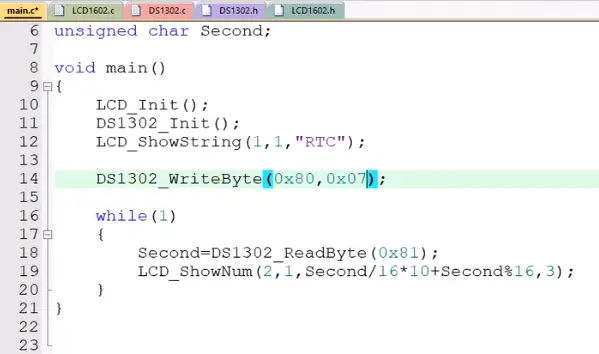 main.c* LCD1602.c DS1302.c DS1302.h LCD1602.h
6 unsigned char Second;
7
8 void main()
9 {
10 LCD_Init();
11 DS1302_Init();
12 LCD_ShowString(1,1,"RTC");
13
14 DS1302_WriteByte(0x80,0x07);
15
16 while(1)
17 {
18 Second=DS1302_ReadByte(0x81);
19 LCD_ShowNum(2,1,Second/16*10+Second%16,3);
20 }
21 }
22
23